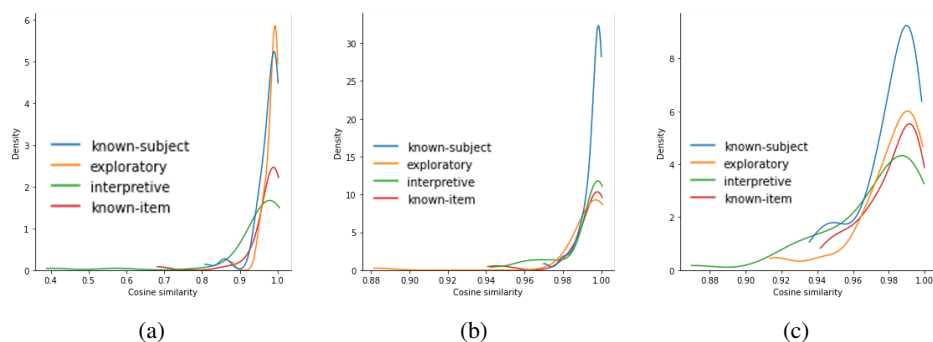 6
5
4
3
2
1
0
Density
known-subject
exploratory
interpretive
known-item
0.4 0.5 0.6 0.7 0.8 0.9 1.0
Cosine similarity
(a)
30
25
20
15
10
5
0
Density
known-subject
exploratory
interpretive
known-item
0.88 0.90 0.92 0.94 0.96 0.98 1.00
Cosine similarity
(b)
8
6
4
2
0
Density
known-subject
exploratory
interpretive
known-item
0.88 0.90 0.92 0.94 0.96 0.98 1.00
Cosine similarity
(c)